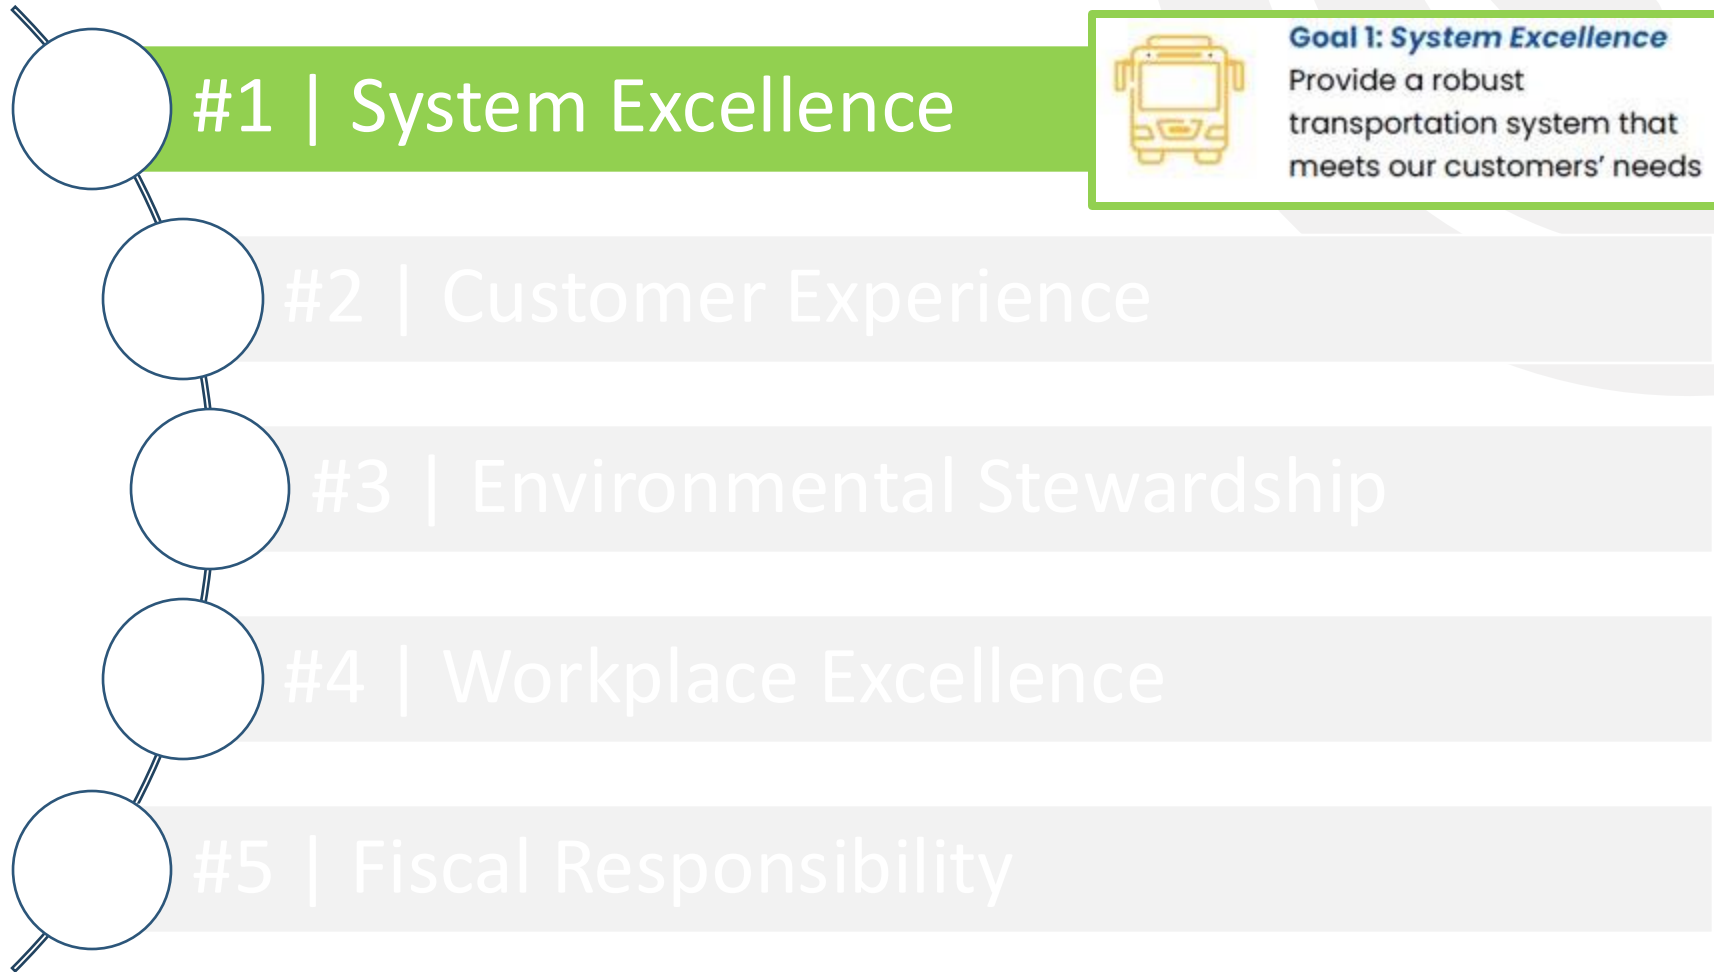 #1 | System Excellence
Goal 1: System Excellence
Provide a robust
transportation system that
meets our customers’ needs
#2 | Customer Experience
#3 | Environmental Stewardship
#4 | Workplace Excellence
#5 | Fiscal Responsibility